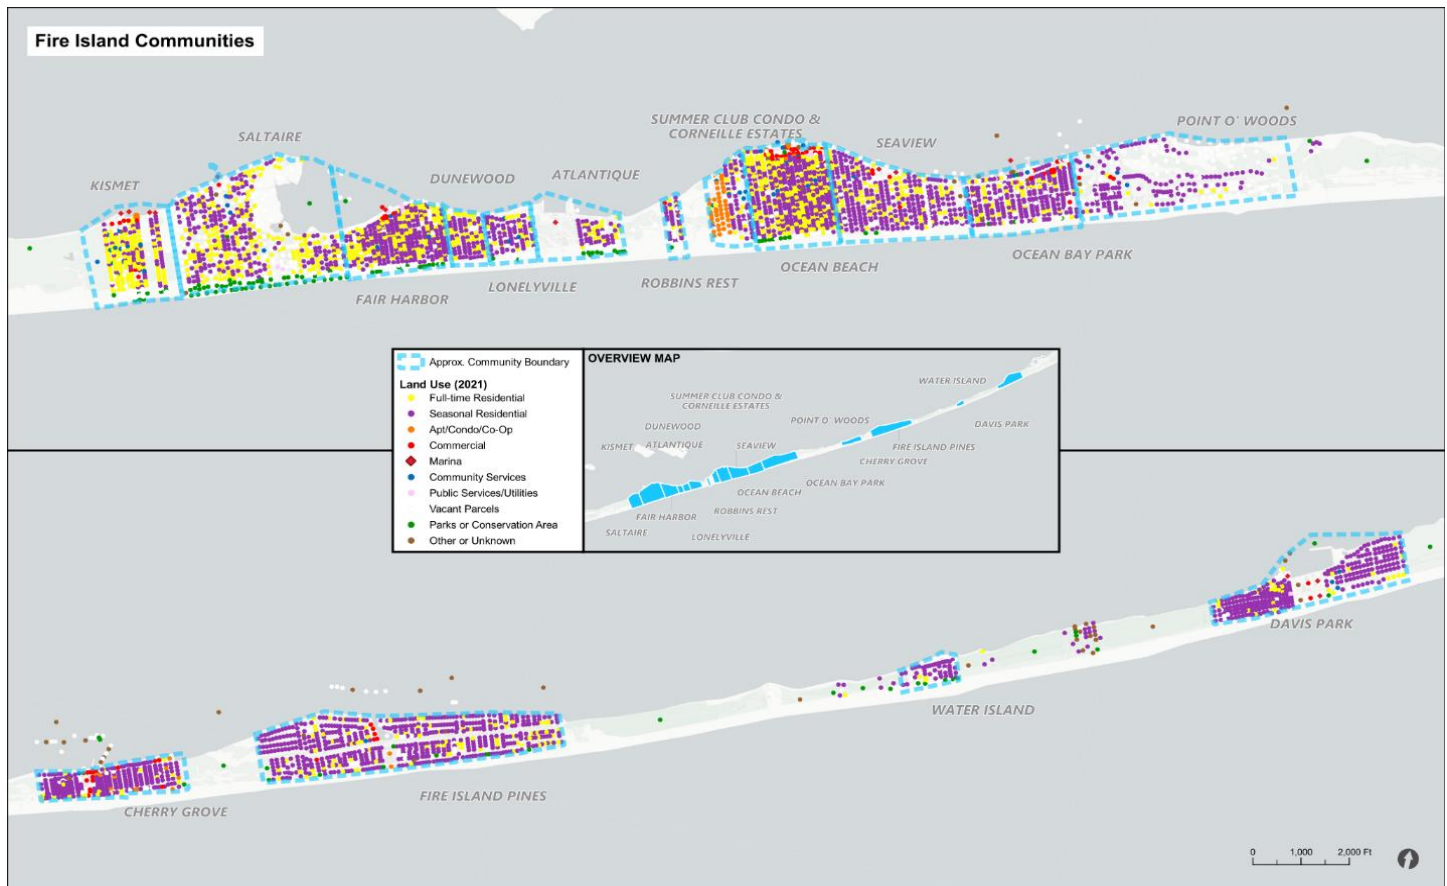 Fire Island Communities
SUMMER CLUB CONDO &
CORNEILLE ESTATES
POINT O' WOODS
SALTAIRE
SEAVIEW
KISMET
DUNEWOOD
ATLANTIQUE
FAIR HARBOR
LONELYVILLE
ROBBINS REST
OCEAN BEACH
OCEAN BAY PARK
Approx. Community Boundary
Land Use (2021)
Full-time Residential
Seasonal Residential
Apt/Condo/Co-Op
Commercial
Marina
Community Services
Public Services/Utilities
Vacant Parcels
Parks or Conservation Area
Other or Unknown
OVERVIEW MAP
WATER ISLAND
SUMMER CLUB CONDO &
CORNEILLE ESTATES
POINT O' WOODS
DUNEWOOD
DAVIS PARK
KISMET
ATLANTIQUE
SEAVIEW
FIRE ISLAND PINES
CHERRY GROVE
OCEAN BAY PARK
OCEAN BEACH
FAIR HARBOR
ROBBINS REST
SALTAIRE
LONELYVILLE
DAVIS PARK
WATER ISLAND
FIRE ISLAND PINES
CHERRY GROVE
0 1,000 2,000 Ft